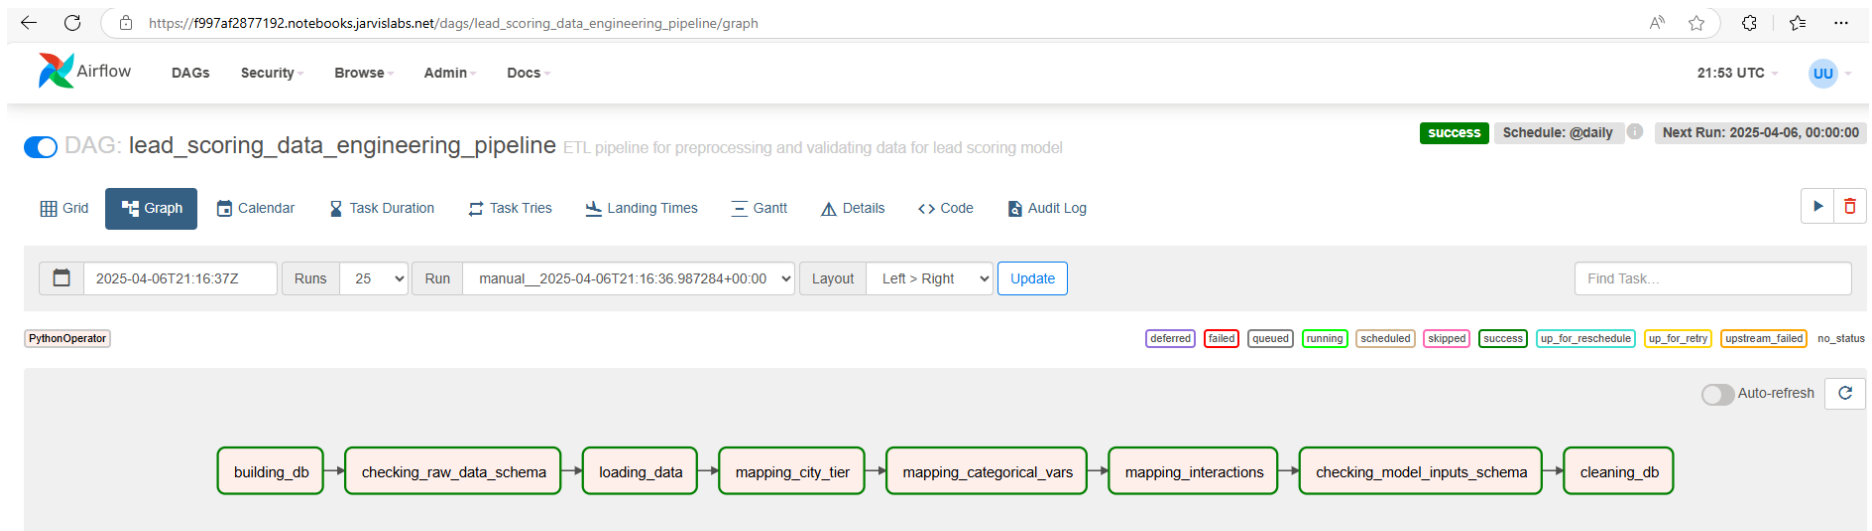 https://f997af2877192.notebooks.jarvislabs.net/dags/lead_scoring_data_engineering_pipeline/graph
Airflow DAGs Security Browse Admin Docs 21:53 UTC UU
DAG: lead_scoring_data_engineering_pipeline ETL pipeline for preprocessing and validating data for lead scoring model success Schedule: @daily Next Run: 2025-04-06, 00:00:00
Grid Graph Calendar Task Duration Task Tries Landing Times Gantt Details <> Code Audit Log
2025-04-06T21:16:37Z Runs 25 Run manual__2025-04-06T21:16:36.987284+00:00 Layout Left > Right Update Find Task...
PythonOperator deferred failed queued running scheduled skipped success up_for_reschedule up_for_retry upstream_failed no_status
Auto-refresh
building_db checking_raw_data_schema loading_data mapping_city_tier mapping_categorical_vars mapping_interactions checking_model_inputs_schema cleaning_db